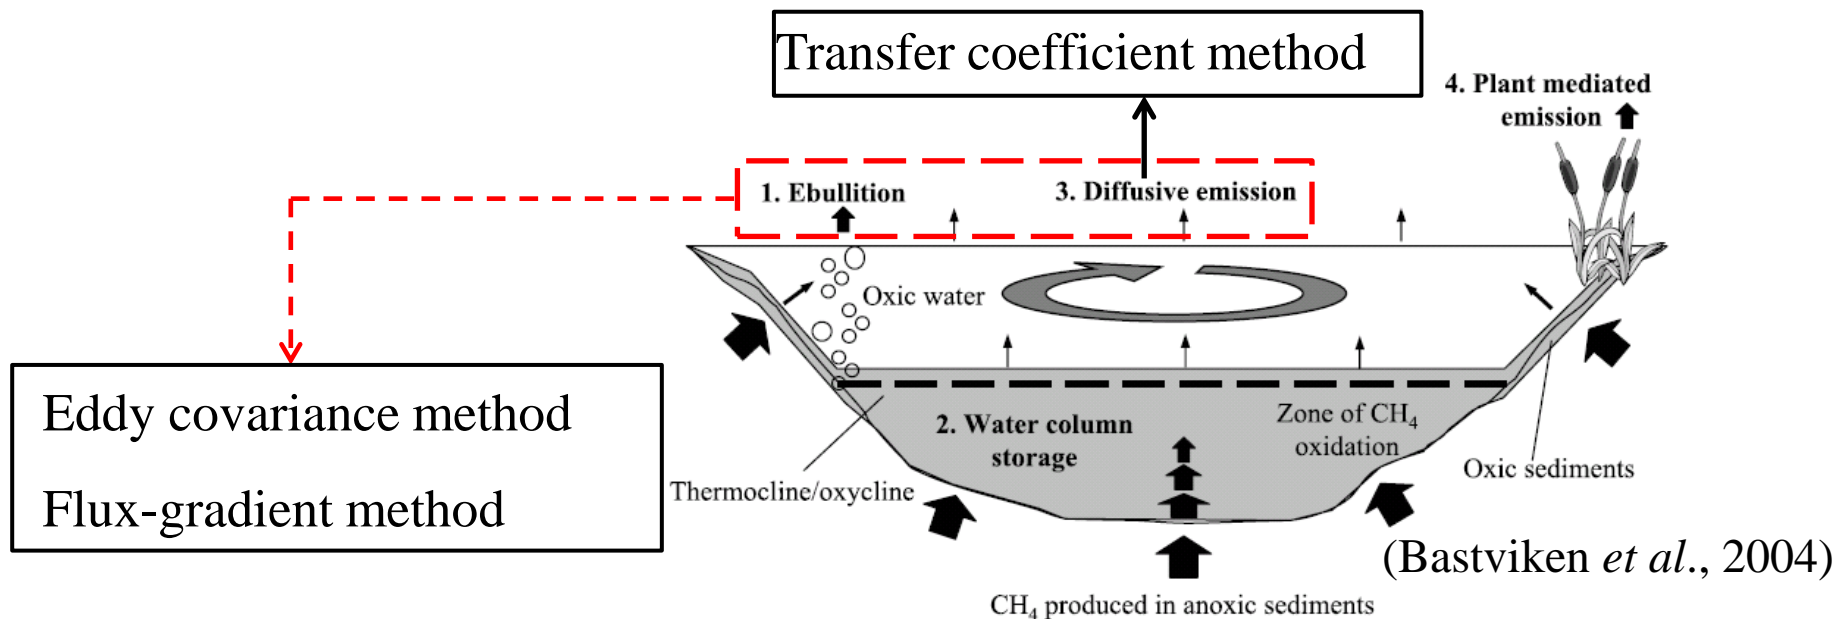 Transfer coefficient method
4. Plant mediated
emission
1. Ebullition
3. Diffusive emission
Oxic water
Eddy covariance method
Flux-gradient method
2. Water column
storage
Zone of CH₄
oxidation
Thermocline/oxycline
Oxic sediments
(Bastviken et al., 2004)
CH₄ produced in anoxic sediments